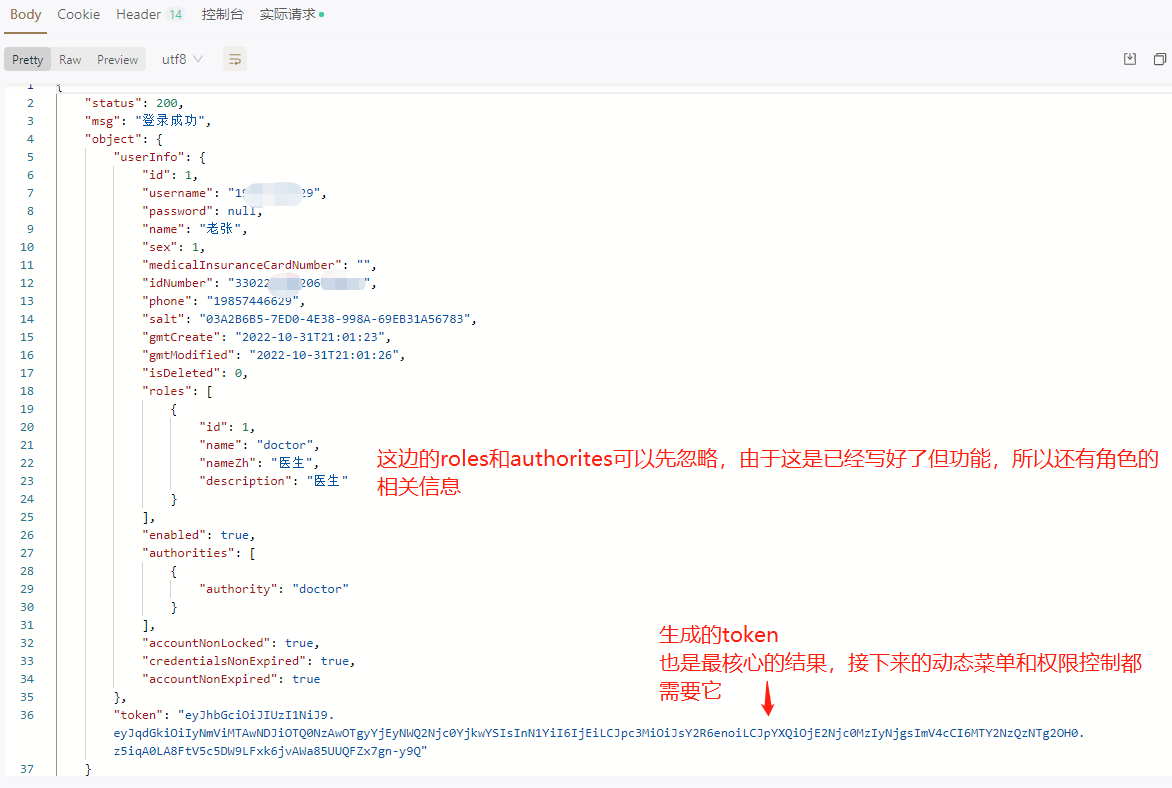 Body Cookie Header 14 控制台 实际请求
Pretty Raw Preview utf8
1 {
2 "status": 200,
3 "msg": "登录成功",
4 "object": {
5 "userInfo": {
6 "id": 1,
7 "username": "19 29",
8 "password": null,
9 "name": "老张",
10 "sex": 1,
11 "medicalInsuranceCardNumber": "",
12 "idNumber": "33022 206 ",
13 "phone": "19857446629",
14 "salt": "03A2B6B5-7ED0-4E38-998A-69EB31A56783",
15 "gmtCreate": "2022-10-31T21:01:23",
16 "gmtModified": "2022-10-31T21:01:26",
17 "isDeleted": 0,
18 "roles": [
19 {
20 "id": 1,
21 "name": "doctor",
22 "nameZh": "医生",
23 "description": "医生"
24 }
25 ],
26 "enabled": true,
27 "authorities": [
28 {
29 "authority": "doctor"
30 }
31 ],
32 "accountNonLocked": true,
33 "credentialsNonExpired": true,
34 "accountNonExpired": true
35 },
36 "token": "eyJhbGciOiJIUzI1NiJ9.
eyJqdGkiOiIyNmViMTAwNDJiOTQ0NzAwOTgyYjEyNWQ2Njc0YjkwYSIsInN1YiI6IjEiLCJpc3MiOiJsY2R6enoiLCJpYXQiOjE2Njc0MzIyNjgsImV4cCI6MTY2NzQzNTg2OH0.
z5iqA0LA8FtV5c5DW9LFxk6jvAWa85UUQFZx7gn-y9Q"
37 }
这边的roles和authorites可以先忽略，由于这是已经写好了但功能，所以还有角色的
相关信息
生成的token
也是最核心的结果，接下来的动态菜单和权限控制都
需要它